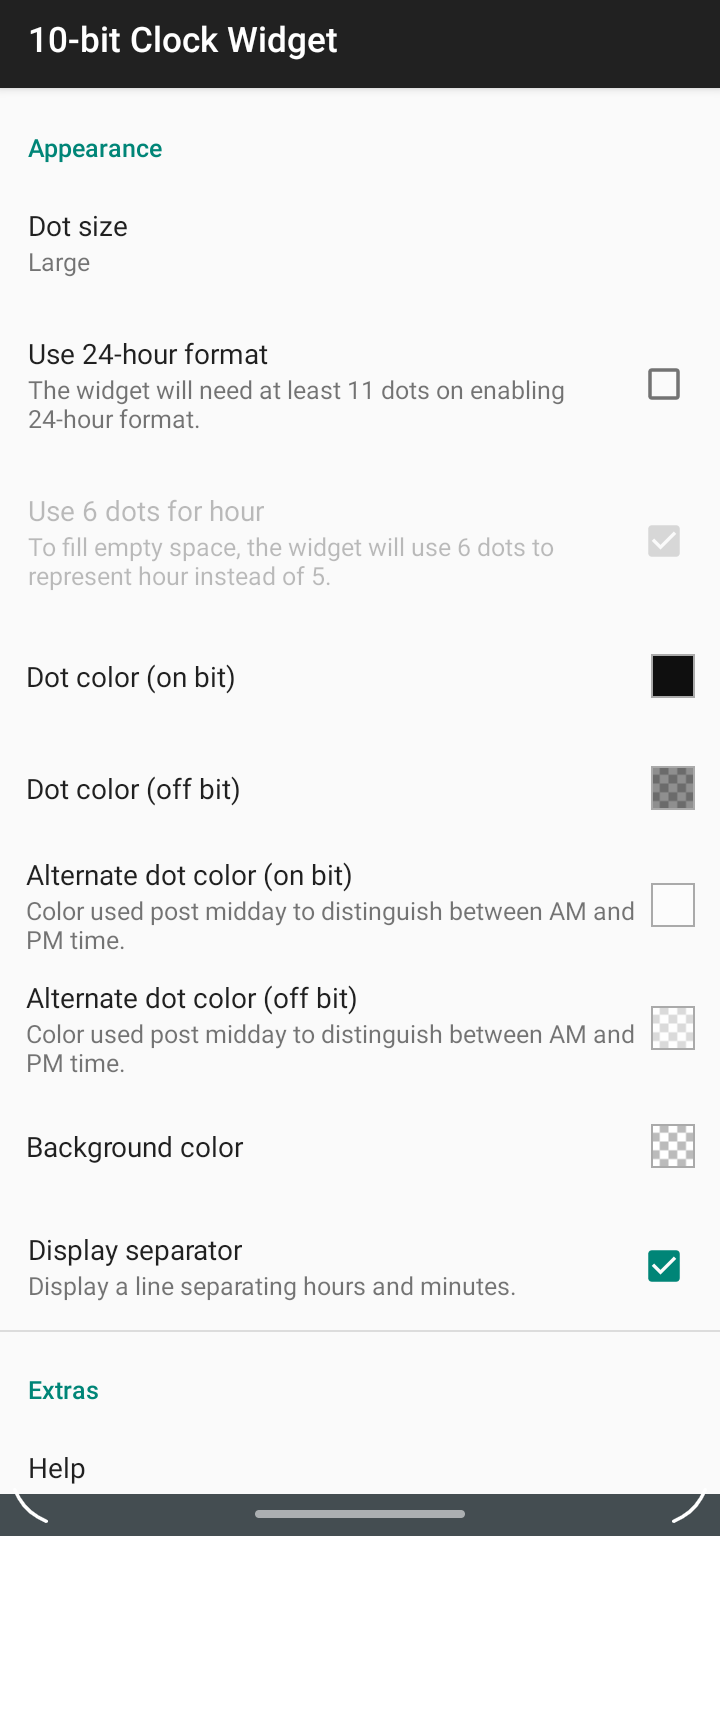 10-bit Clock Widget
Appearance
Dot size
Large
Use 24-hour format
The widget will need at least 11 dots on enabling
24-hour format.
Use 6 dots for hour
To fill empty space, the widget will use 6 dots to
represent hour instead of 5.
Dot color (on bit)
Dot color (off bit)
Alternate dot color (on bit)
Color used post midday to distinguish between AM and
PM time.
Alternate dot color (off bit)
Color used post midday to distinguish between AM and
PM time.
Background color
Display separator
Display a line separating hours and minutes.
Extras
Help